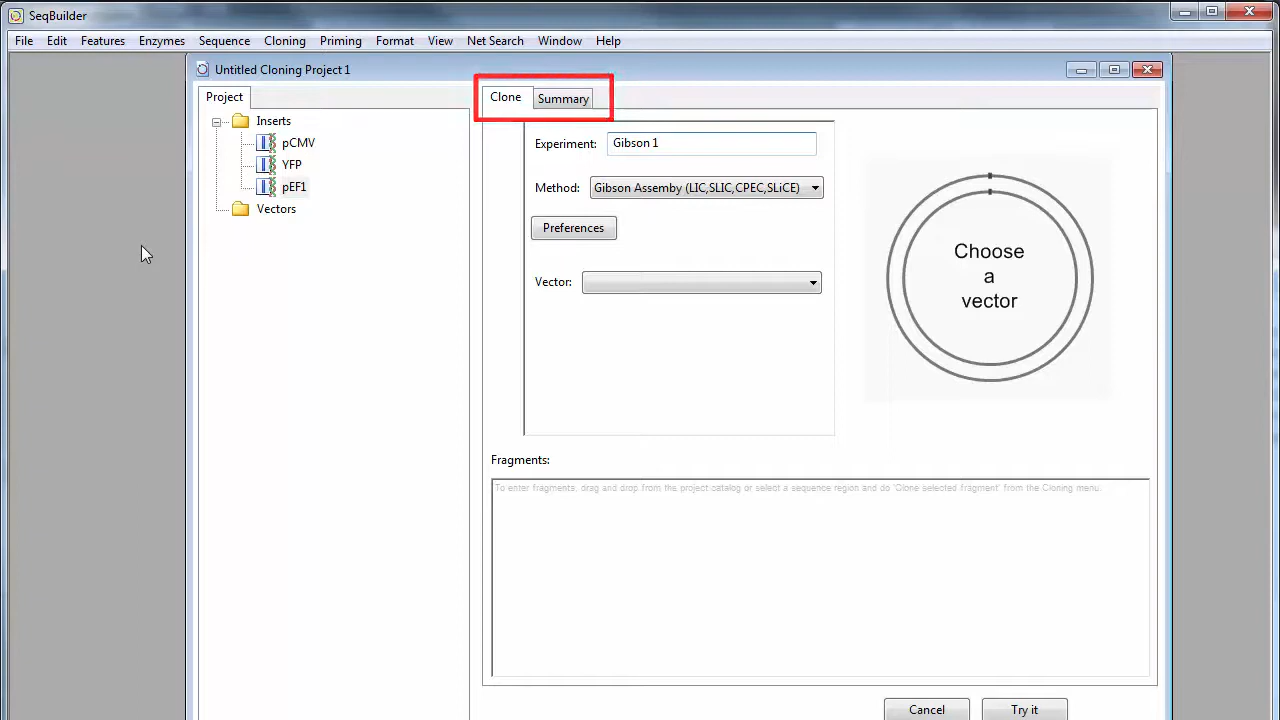 SeqBuilder
File Edit Features Enzymes Sequence Cloning Priming Format View Net Search Window Help
Untitled Cloning Project 1
Project
Clone Summary
Inserts
pCMV
YFP
pEF1
Vectors
Experiment: Gibson 1
Method: Gibson Assemby (LIC,SLIC,CPEC,SLiCE)
Preferences
Vector:
Choose
a
vector
Fragments:
To enter fragments, drag and drop from the project catalog or select a sequence region and do 'Clone selected fragment' from the Cloning menu.
Cancel Try it